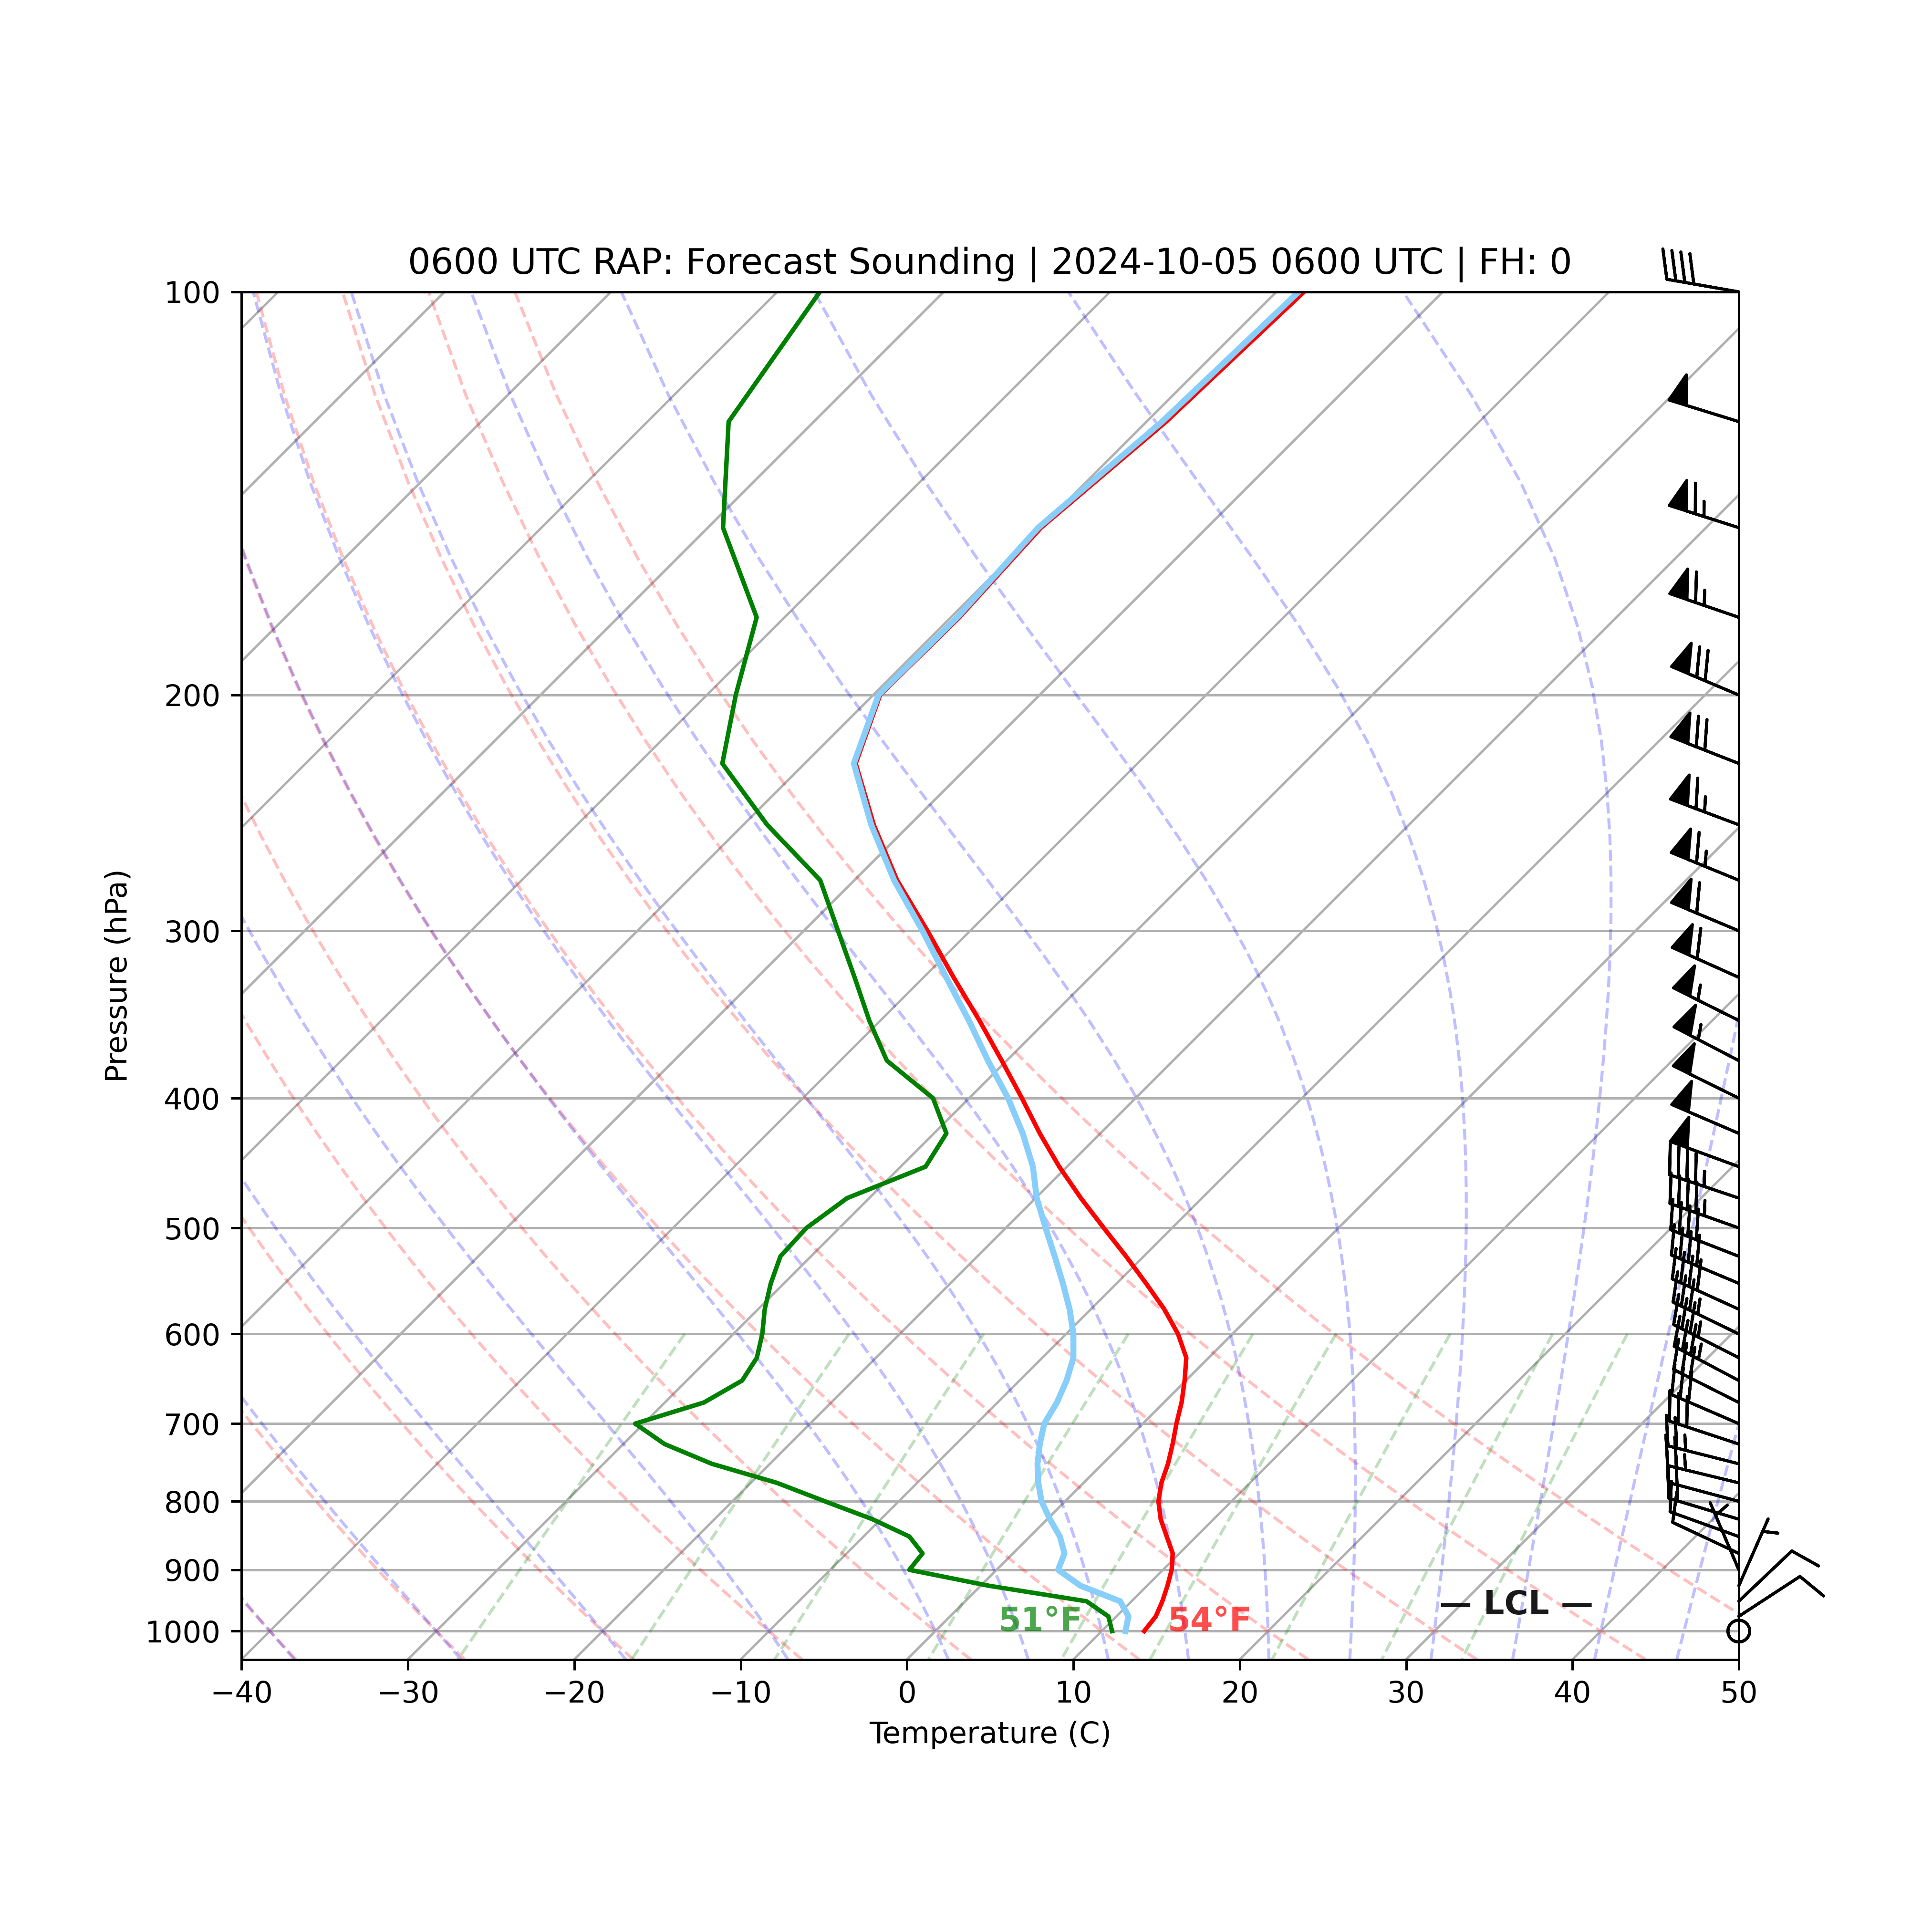 0600 UTC RAP: Forecast Sounding | 2024-10-05 0600 UTC | FH: 0
100
200
300
400
500
600
700
800
900
1000
Pressure (hPa)
51°F
54°F
— LCL —
−40 −30 −20 −10 0 10 20 30 40 50
Temperature (C)